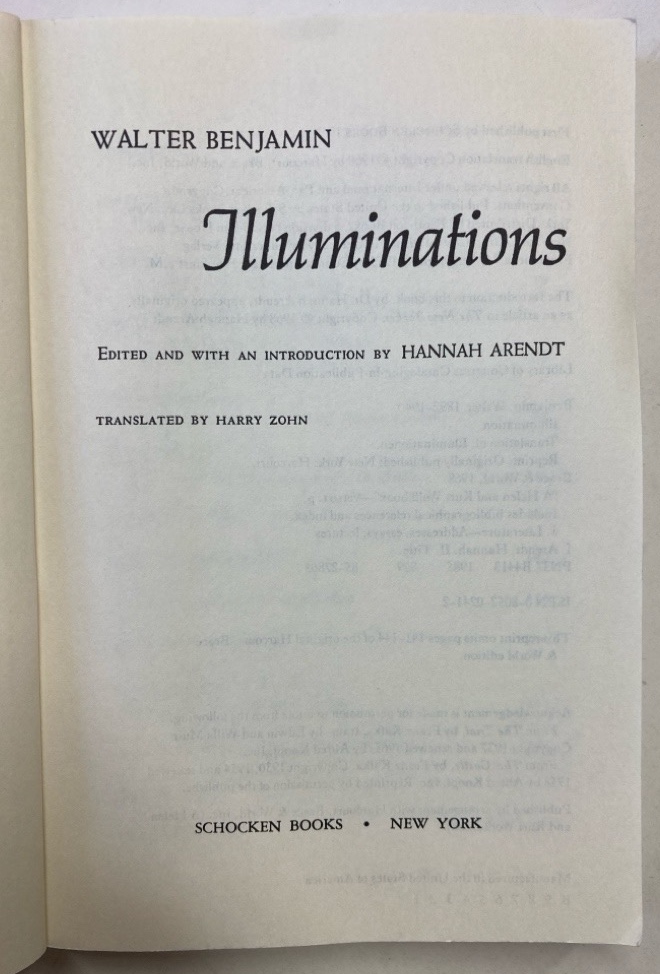 WALTER BENJAMIN
Illuminations
EDITED AND WITH AN INTRODUCTION BY HANNAH ARENDT
TRANSLATED BY HARRY ZOHN
SCHOCKEN BOOKS • NEW YORK